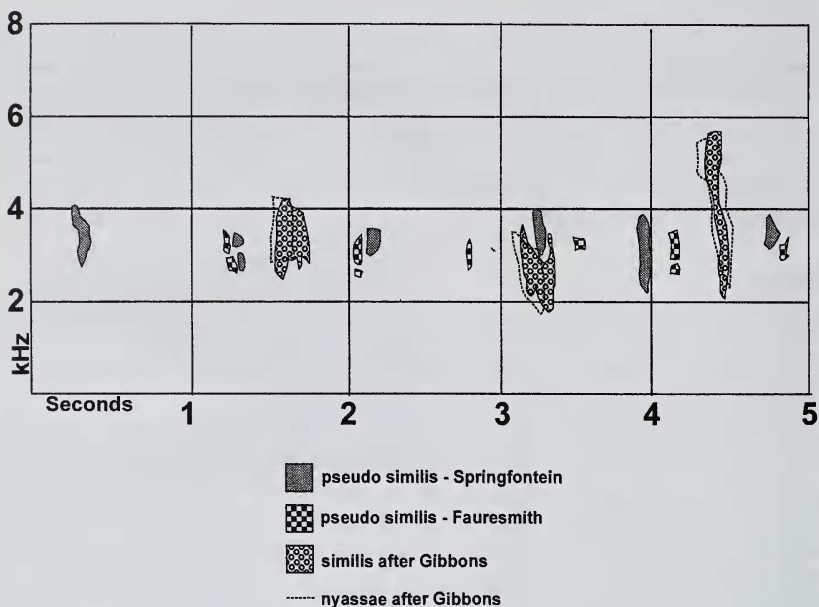 8
6
4
2
kHz
Seconds
1 2 3 4 5
pseudo similis - Springfontein
pseudo similis - Fauresmith
similis after Gibbons
nyassae after Gibbons